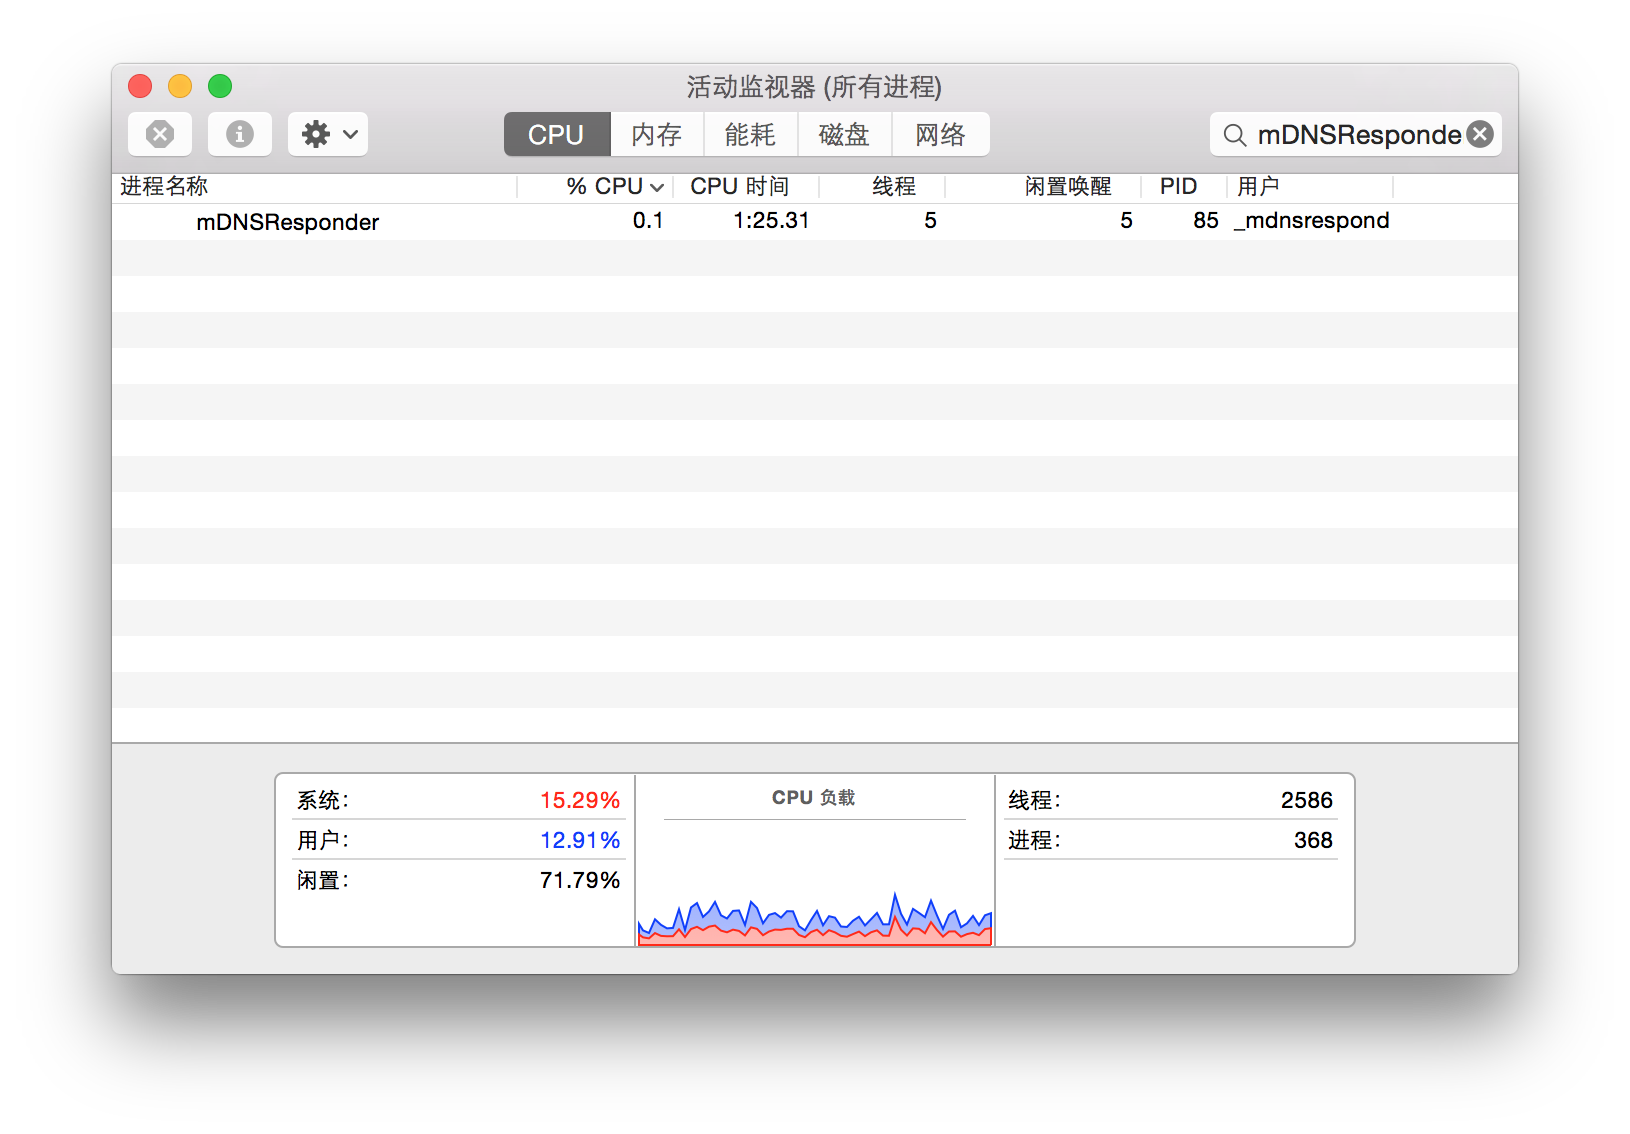 活动监视器 (所有进程)
CPU 内存 能耗 磁盘 网络 mDNSResponde
进程名称 % CPU CPU 时间 线程 闲置唤醒 PID 用户
mDNSResponder 0.1 1:25.31 5 5 85 _mdnsrespond
系统: 15.29% CPU 负载 线程: 2586
用户: 12.91% 进程: 368
闲置: 71.79%